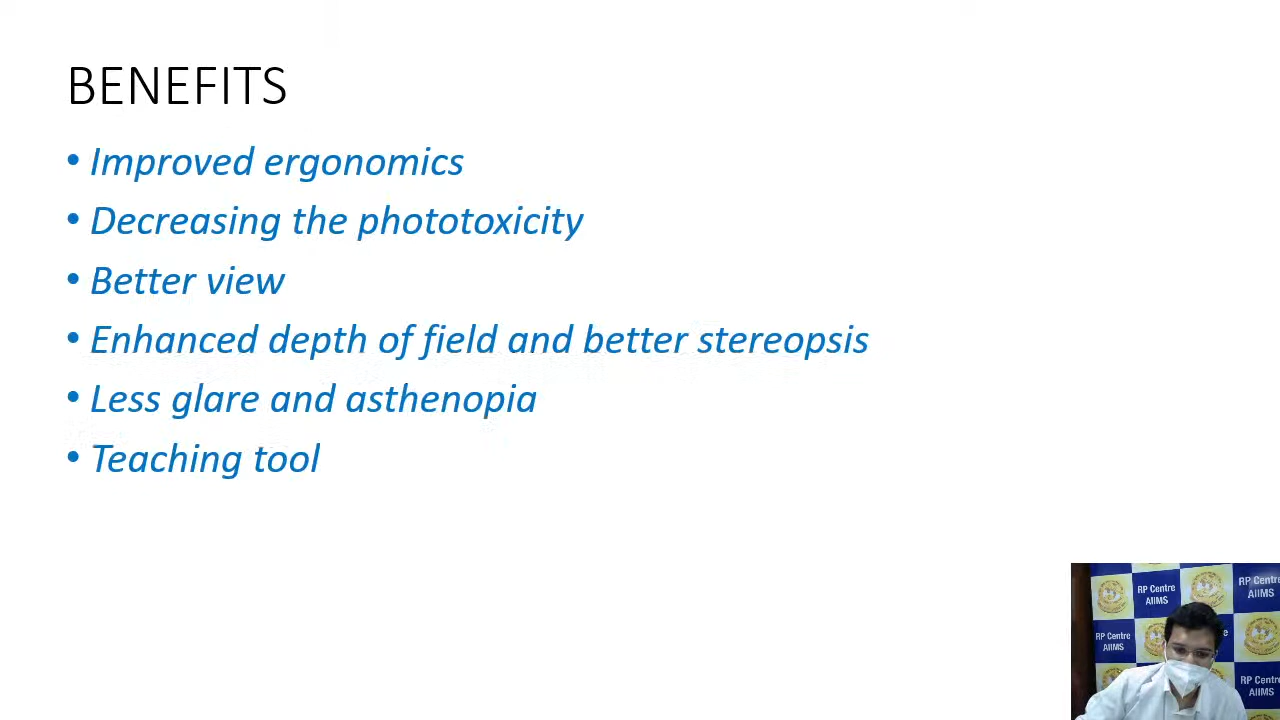 BENEFITS
• Improved ergonomics
• Decreasing the phototoxicity
• Better view
• Enhanced depth of field and better stereopsis
• Less glare and asthenopia
• Teaching tool
RP Centre
AIIMS
RP Centre
AIIMS
RP Centre
AIIMS
RP Centre
AIIMS